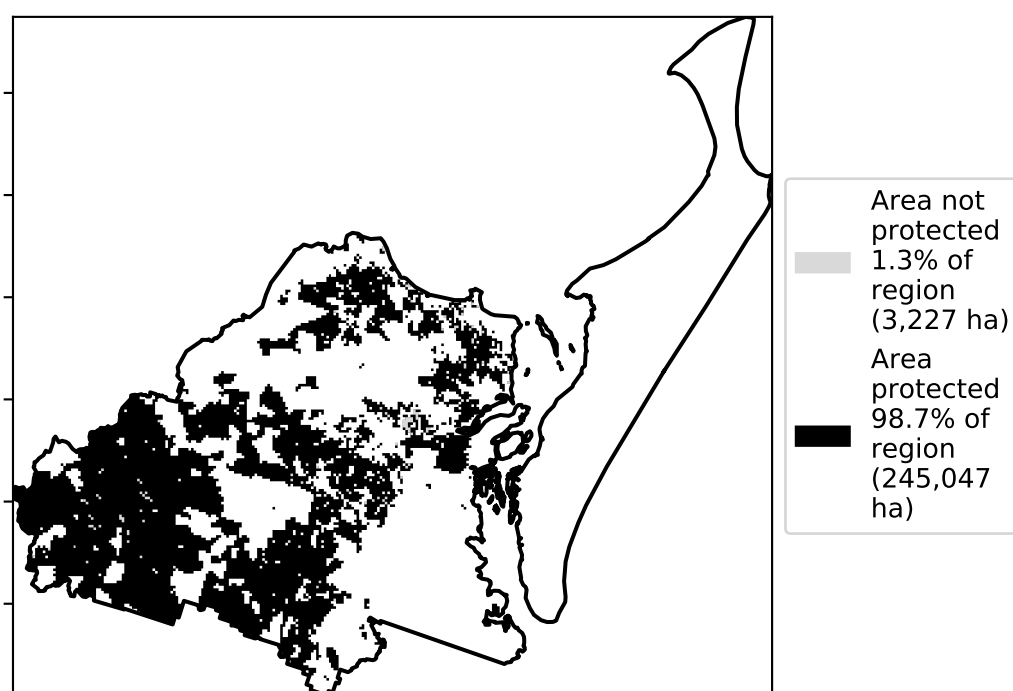 Area not
protected
1.3% of
region
(3,227 ha)
Area
protected
98.7% of
region
(245,047
ha)